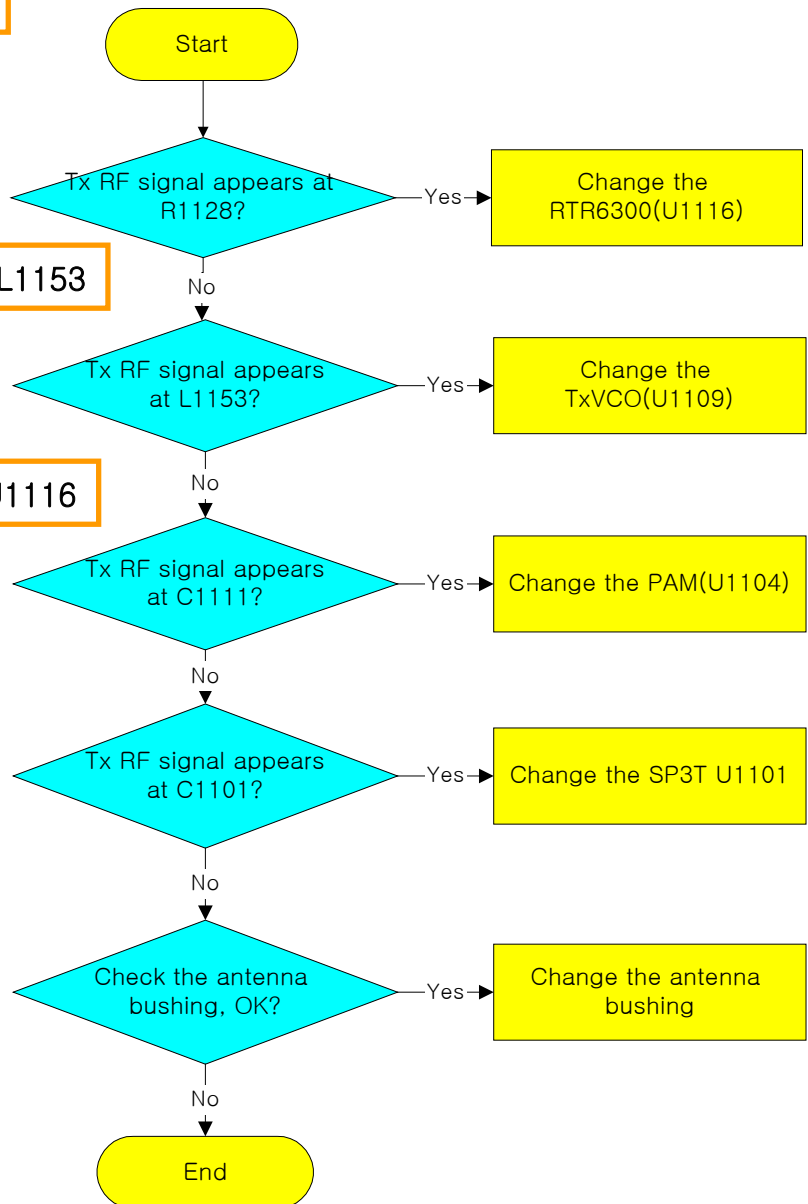 Start
Tx RF signal appears at
R1128?
Yes
Change the
RTR6300(U1116)
L1153
No
Tx RF signal appears
at L1153?
Yes
Change the
TxVCO(U1109)
U1116
No
Tx RF signal appears
at C1111?
Yes
Change the PAM(U1104)
No
Tx RF signal appears
at C1101?
Yes
Change the SP3T U1101
No
Check the antenna
bushing, OK?
Yes
Change the antenna
bushing
No
End